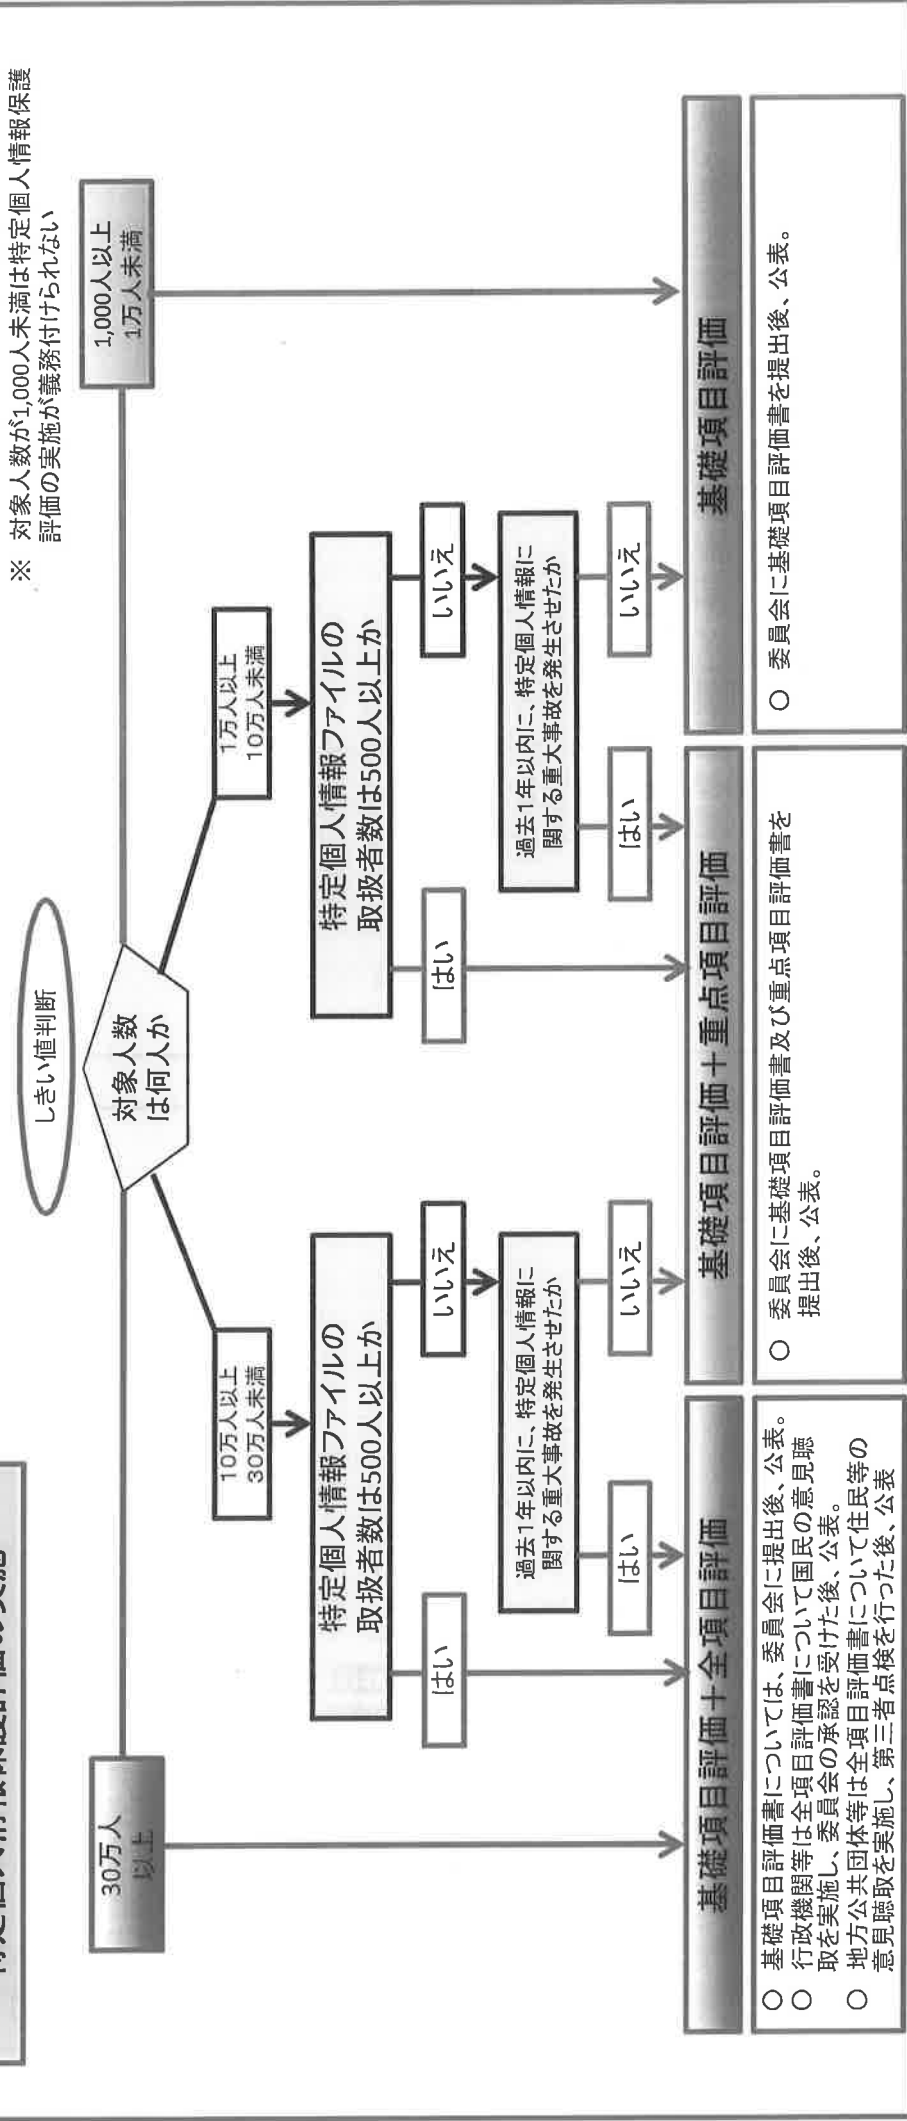 特定個人情報保護評価の実施
しきい値判断
※ 対象人数が1,000人未満は特定個人情報保護
評価の実施が義務付けられない
対象人数
は何人か
30万人
以上
10万人以上
30万人未満
1万人以上
10万人未満
1,000人以上
1万人未満
特定個人情報ファイルの
取扱者数は500人以上か
特定個人情報ファイルの
取扱者数は500人以上か
はい
いいえ
はい
いいえ
過去1年以内に、特定個人情報に
関する重大事故を発生させたか
過去1年以内に、特定個人情報に
関する重大事故を発生させたか
はい
いいえ
はい
いいえ
基礎項目評価+全項目評価
基礎項目評価+重点項目評価
基礎項目評価
○ 基礎項目評価書については、委員会に提出後、公表。
○ 行政機関等は全項目評価書について国民の意見聴
取を実施し、委員会の承認を受けた後、公表。
○ 地方公共団体等は全項目評価書について住民等の
意見聴取を実施し、第三者点検を行った後、公表
○ 委員会に基礎項目評価書及び重点項目評価書を
提出後、公表。
○ 委員会に基礎項目評価書を提出後、公表。